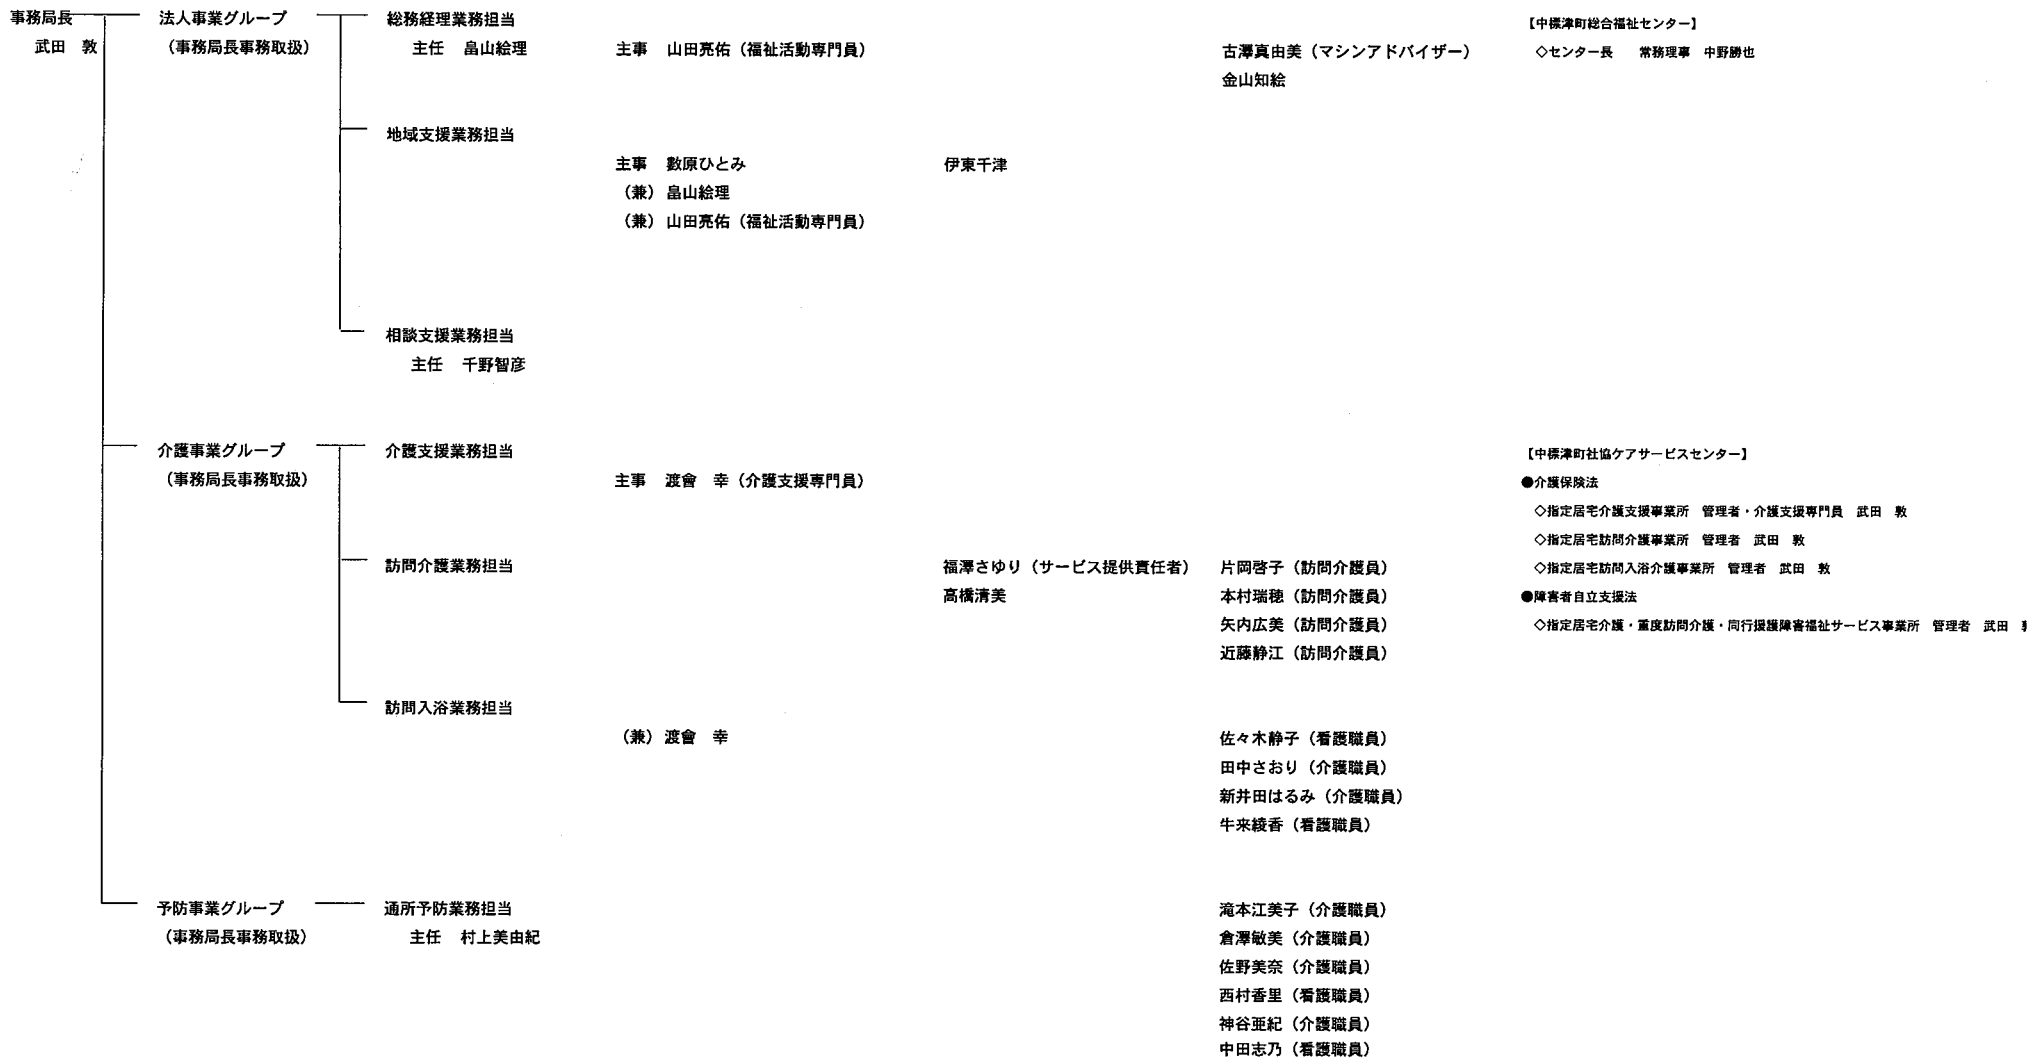 事務局長 法人事業グループ 総務経理業務担当 【中標津町総合福祉センター】
武田 敦 （事務局長事務取扱） 主任 畠山絵理 主事 山田亮佑（福祉活動専門員） 古澤真由美（マシンアドバイザー） ◇センター長 常務理事 中野勝也
金山知絵
地域支援業務担当
主事 數原ひとみ 伊東千津
（兼）畠山絵理
（兼）山田亮佑（福祉活動専門員）
相談支援業務担当
主任 千野智彦
介護事業グループ 介護支援業務担当 【中標津町社協ケアサービスセンター】
（事務局長事務取扱） 主事 渡會 幸（介護支援専門員） ●介護保険法
◇指定居宅介護支援事業所 管理者・介護支援専門員 武田 敦
◇指定居宅訪問介護事業所 管理者 武田 敦
訪問介護業務担当 福澤さゆり（サービス提供責任者） 片岡啓子（訪問介護員） ◇指定居宅訪問入浴介護事業所 管理者 武田 敦
高橋清美 本村瑞穂（訪問介護員） ●障害者自立支援法
矢内広美（訪問介護員） ◇指定居宅介護・重度訪問介護・同行援護障害福祉サービス事業所 管理者 武田
近藤静江（訪問介護員）
訪問入浴業務担当
（兼）渡會 幸 佐々木静子（看護職員）
田中さおり（介護職員）
新井田はるみ（介護職員）
牛来綾香（看護職員）
予防事業グループ 通所予防業務担当 滝本江美子（介護職員）
（事務局長事務取扱） 主任 村上美由紀 倉澤敏美（介護職員）
佐野美奈（介護職員）
西村香里（看護職員）
神谷亜紀（介護職員）
中田志乃（看護職員）